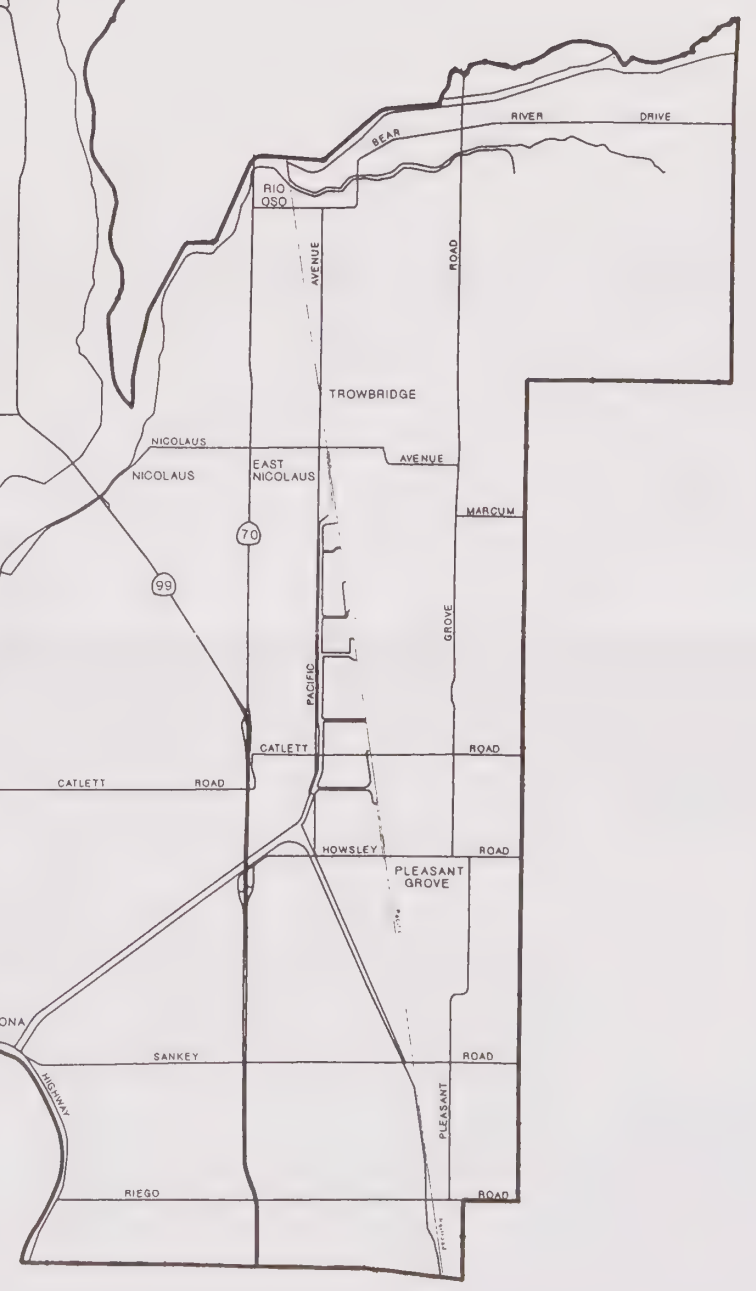 BEAR
RIVER
DRIVE
RIO
OSO
AVENUE
ROAD
TROWBRIDGE
NICOLAUS
NICOLAUS
EAST
NICOLAUS
AVENUE
MARCUM
70
99
GROVE
PACIFIC
CATLETT
ROAD
CATLETT
ROAD
HOWSLEY
ROAD
PLEASANT
GROVE
ONA
SANKEY
ROAD
HIGHWAY
PLEASANT
RIEGO
ROAD